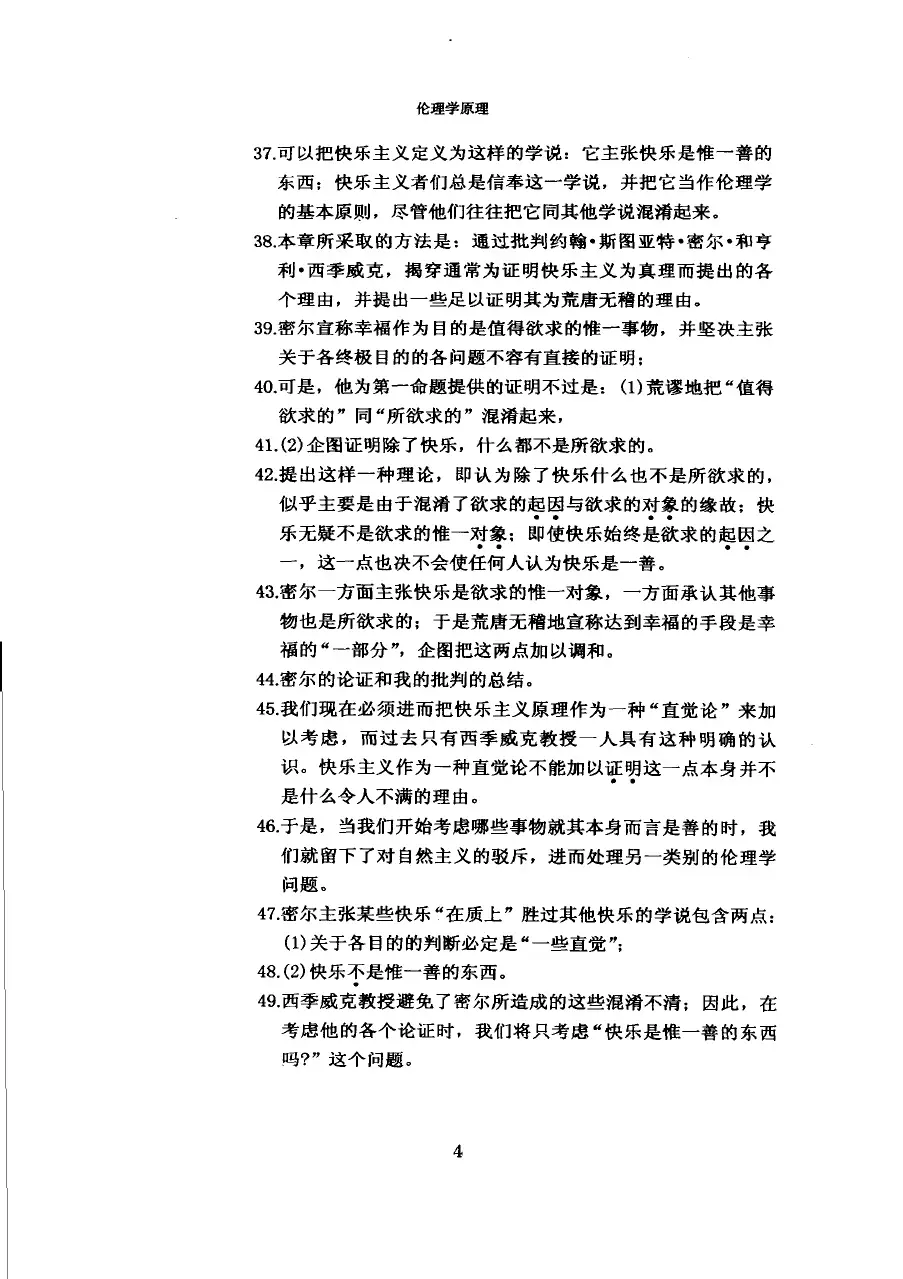 伦理学原理
37.可以把快乐主义定义为这样的学说：它主张快乐是惟一善的
东西；快乐主义者们总是信奉这一学说，并把它当作伦理学
的基本原则，尽管他们往往把它同其他学说混淆起来。
38.本章所采取的方法是：通过批判约翰·斯图亚特·密尔·和亨
利·西季威克，揭穿通常为证明快乐主义为真理而提出的各
个理由，并提出一些足以证明其为荒唐无稽的理由。
39.密尔宣称幸福作为目的是值得欲求的惟一事物，并坚决主张
关于各终极目的的各问题不容有直接的证明；
40.可是，他为第一命题提供的证明不过是：(1)荒谬地把“值得
欲求的”同“所欲求的”混淆起来，
41.(2)企图证明除了快乐，什么都不是所欲求的。
42.提出这样一种理论，即认为除了快乐什么也不是所欲求的，
似乎主要是由于混淆了欲求的起因与欲求的对象的缘故；快
乐无疑不是欲求的惟一对象；即使快乐始终是欲求的起因之
一，这一点也决不会使任何人认为快乐是一善。
43.密尔一方面主张快乐是欲求的惟一对象，一方面承认其他事
物也是所欲求的；于是荒唐无稽地宣称达到幸福的手段是幸
福的“一部分”，企图把这两点加以调和。
44.密尔的论证和我的批判的总结。
45.我们现在必须进而把快乐主义原理作为一种“直觉论”来加
以考虑，而过去只有西季威克教授一人具有这种明确的认
识。快乐主义作为一种直觉论不能加以证明这一点本身并不
是什么令人不满的理由。
46.于是，当我们开始考虑哪些事物就其本身而言是善的时，我
们就留下了对自然主义的驳斥，进而处理另一类别的伦理学
问题。
47.密尔主张某些快乐“在质上”胜过其他快乐的学说包含两点：
(1)关于各目的的判断必定是“一些直觉”；
48.(2)快乐不是惟一善的东西。
49.西季威克教授避免了密尔所造成的这些混淆不清；因此，在
考虑他的各个论证时，我们将只考虑“快乐是惟一善的东西
吗?”这个问题。
4